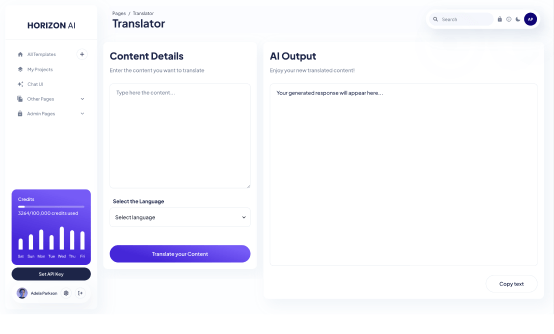 HORIZON AI
All Templates
+
My Projects
Chat UI
Other Pages
Admin Pages
Credits
3264/100,000 credits used
Sat Sun Mon Tue Wed Thu Fri
Set API Key
Adela Parkson
Pages / Translator
Translator
Search
AP
Content Details
Enter the content you want to translate
Type here the content...
Select the Language
Select language
Translate your Content
AI Output
Enjoy your new translated content!
Your generated response will appear here...
Copy text